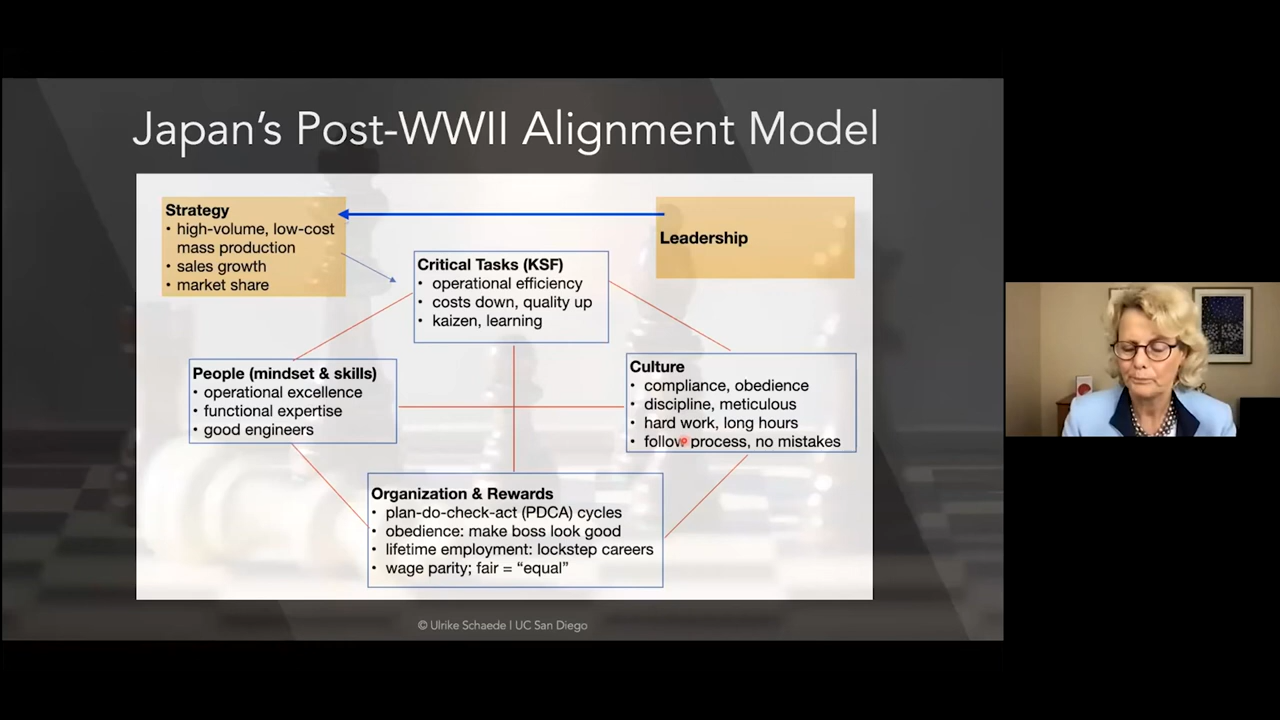 Japan's Post-WWII Alignment Model
Strategy
• high-volume, low-cost
mass production
• sales growth
• market share
Leadership
Critical Tasks (KSF)
• operational efficiency
• costs down, quality up
• kaizen, learning
People (mindset & skills)
• operational excellence
• functional expertise
• good engineers
Culture
• compliance, obedience
• discipline, meticulous
• hard work, long hours
• follow process, no mistakes
Organization & Rewards
• plan-do-check-act (PDCA) cycles
• obedience: make boss look good
• lifetime employment: lockstep careers
• wage parity; fair = “equal”
© Ulrike Schaede | UC San Diego